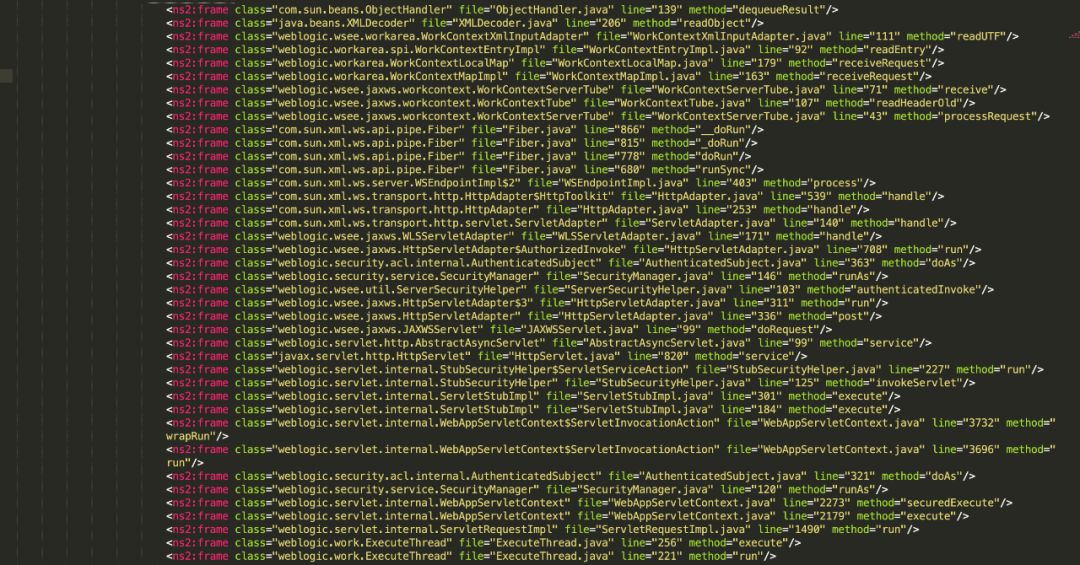 <ns2:frame class="com.sun.beans.ObjectHandler" file="ObjectHandler.java" line="139" method="dequeueResult"/>
<ns2:frame class="java.beans.XMLDecoder" file="XMLDecoder.java" line="206" method="readObject"/>
<ns2:frame class="weblogic.wsee.workarea.WorkContextXmlInputAdapter" file="WorkContextXmlInputAdapter.java" line="111" method="readUTF"/>
<ns2:frame class="weblogic.workarea.spi.WorkContextEntryImpl" file="WorkContextEntryImpl.java" line="92" method="readEntry"/>
<ns2:frame class="weblogic.workarea.WorkContextLocalMap" file="WorkContextLocalMap.java" line="179" method="receiveRequest"/>
<ns2:frame class="weblogic.workarea.WorkContextMapImpl" file="WorkContextMapImpl.java" line="163" method="receiveRequest"/>
<ns2:frame class="weblogic.wsee.jaxws.workcontext.WorkContextServerTube" file="WorkContextServerTube.java" line="71" method="receive"/>
<ns2:frame class="weblogic.wsee.jaxws.workcontext.WorkContextTube" file="WorkContextTube.java" line="107" method="readHeaderOld"/>
<ns2:frame class="weblogic.wsee.jaxws.workcontext.WorkContextServerTube" file="WorkContextServerTube.java" line="43" method="processRequest"/>
<ns2:frame class="com.sun.xml.ws.api.pipe.Fiber" file="Fiber.java" line="866" method="__doRun"/>
<ns2:frame class="com.sun.xml.ws.api.pipe.Fiber" file="Fiber.java" line="815" method="_doRun"/>
<ns2:frame class="com.sun.xml.ws.api.pipe.Fiber" file="Fiber.java" line="778" method="doRun"/>
<ns2:frame class="com.sun.xml.ws.api.pipe.Fiber" file="Fiber.java" line="680" method="runSync"/>
<ns2:frame class="com.sun.xml.ws.server.WSEndpointImpl$2" file="WSEndpointImpl.java" line="403" method="process"/>
<ns2:frame class="com.sun.xml.ws.transport.http.HttpAdapter$HttpToolkit" file="HttpAdapter.java" line="539" method="handle"/>
<ns2:frame class="com.sun.xml.ws.transport.http.HttpAdapter" file="HttpAdapter.java" line="253" method="handle"/>
<ns2:frame class="com.sun.xml.ws.transport.http.servlet.ServletAdapter" file="ServletAdapter.java" line="140" method="handle"/>
<ns2:frame class="weblogic.wsee.jaxws.WLSServletAdapter" file="WLSServletAdapter.java" line="171" method="handle"/>
<ns2:frame class="weblogic.wsee.jaxws.HttpServletAdapter$AuthorizedInvoke" file="HttpServletAdapter.java" line="708" method="run"/>
<ns2:frame class="weblogic.security.acl.internal.AuthenticatedSubject" file="AuthenticatedSubject.java" line="363" method="doAs"/>
<ns2:frame class="weblogic.security.service.SecurityManager" file="SecurityManager.java" line="146" method="runAs"/>
<ns2:frame class="weblogic.wsee.util.ServerSecurityHelper" file="ServerSecurityHelper.java" line="103" method="authenticatedInvoke"/>
<ns2:frame class="weblogic.wsee.jaxws.HttpServletAdapter$3" file="HttpServletAdapter.java" line="311" method="run"/>
<ns2:frame class="weblogic.wsee.jaxws.HttpServletAdapter" file="HttpServletAdapter.java" line="336" method="post"/>
<ns2:frame class="weblogic.wsee.jaxws.JAXWSServlet" file="JAXWSServlet.java" line="99" method="doRequest"/>
<ns2:frame class="weblogic.servlet.http.AbstractAsyncServlet" file="AbstractAsyncServlet.java" line="99" method="service"/>
<ns2:frame class="javax.servlet.http.HttpServlet" file="HttpServlet.java" line="820" method="service"/>
<ns2:frame class="weblogic.servlet.internal.StubSecurityHelper$ServletServiceAction" file="StubSecurityHelper.java" line="227" method="run"/>
<ns2:frame class="weblogic.servlet.internal.StubSecurityHelper" file="StubSecurityHelper.java" line="125" method="invokeServlet"/>
<ns2:frame class="weblogic.servlet.internal.ServletStubImpl" file="ServletStubImpl.java" line="301" method="execute"/>
<ns2:frame class="weblogic.servlet.internal.ServletStubImpl" file="ServletStubImpl.java" line="184" method="execute"/>
<ns2:frame class="weblogic.servlet.internal.WebAppServletContext$ServletInvocationAction" file="WebAppServletContext.java" line="3732" method="
wrapRun"/>
<ns2:frame class="weblogic.servlet.internal.WebAppServletContext$ServletInvocationAction" file="WebAppServletContext.java" line="3696" method="
run"/>
<ns2:frame class="weblogic.security.acl.internal.AuthenticatedSubject" file="AuthenticatedSubject.java" line="321" method="doAs"/>
<ns2:frame class="weblogic.security.service.SecurityManager" file="SecurityManager.java" line="120" method="runAs"/>
<ns2:frame class="weblogic.servlet.internal.WebAppServletContext" file="WebAppServletContext.java" line="2273" method="securedExecute"/>
<ns2:frame class="weblogic.servlet.internal.WebAppServletContext" file="WebAppServletContext.java" line="2179" method="execute"/>
<ns2:frame class="weblogic.servlet.internal.ServletRequestImpl" file="ServletRequestImpl.java" line="1490" method="run"/>
<ns2:frame class="weblogic.work.ExecuteThread" file="ExecuteThread.java" line="256" method="execute"/>
<ns2:frame class="weblogic.work.ExecuteThread" file="ExecuteThread.java" line="221" method="run"/>